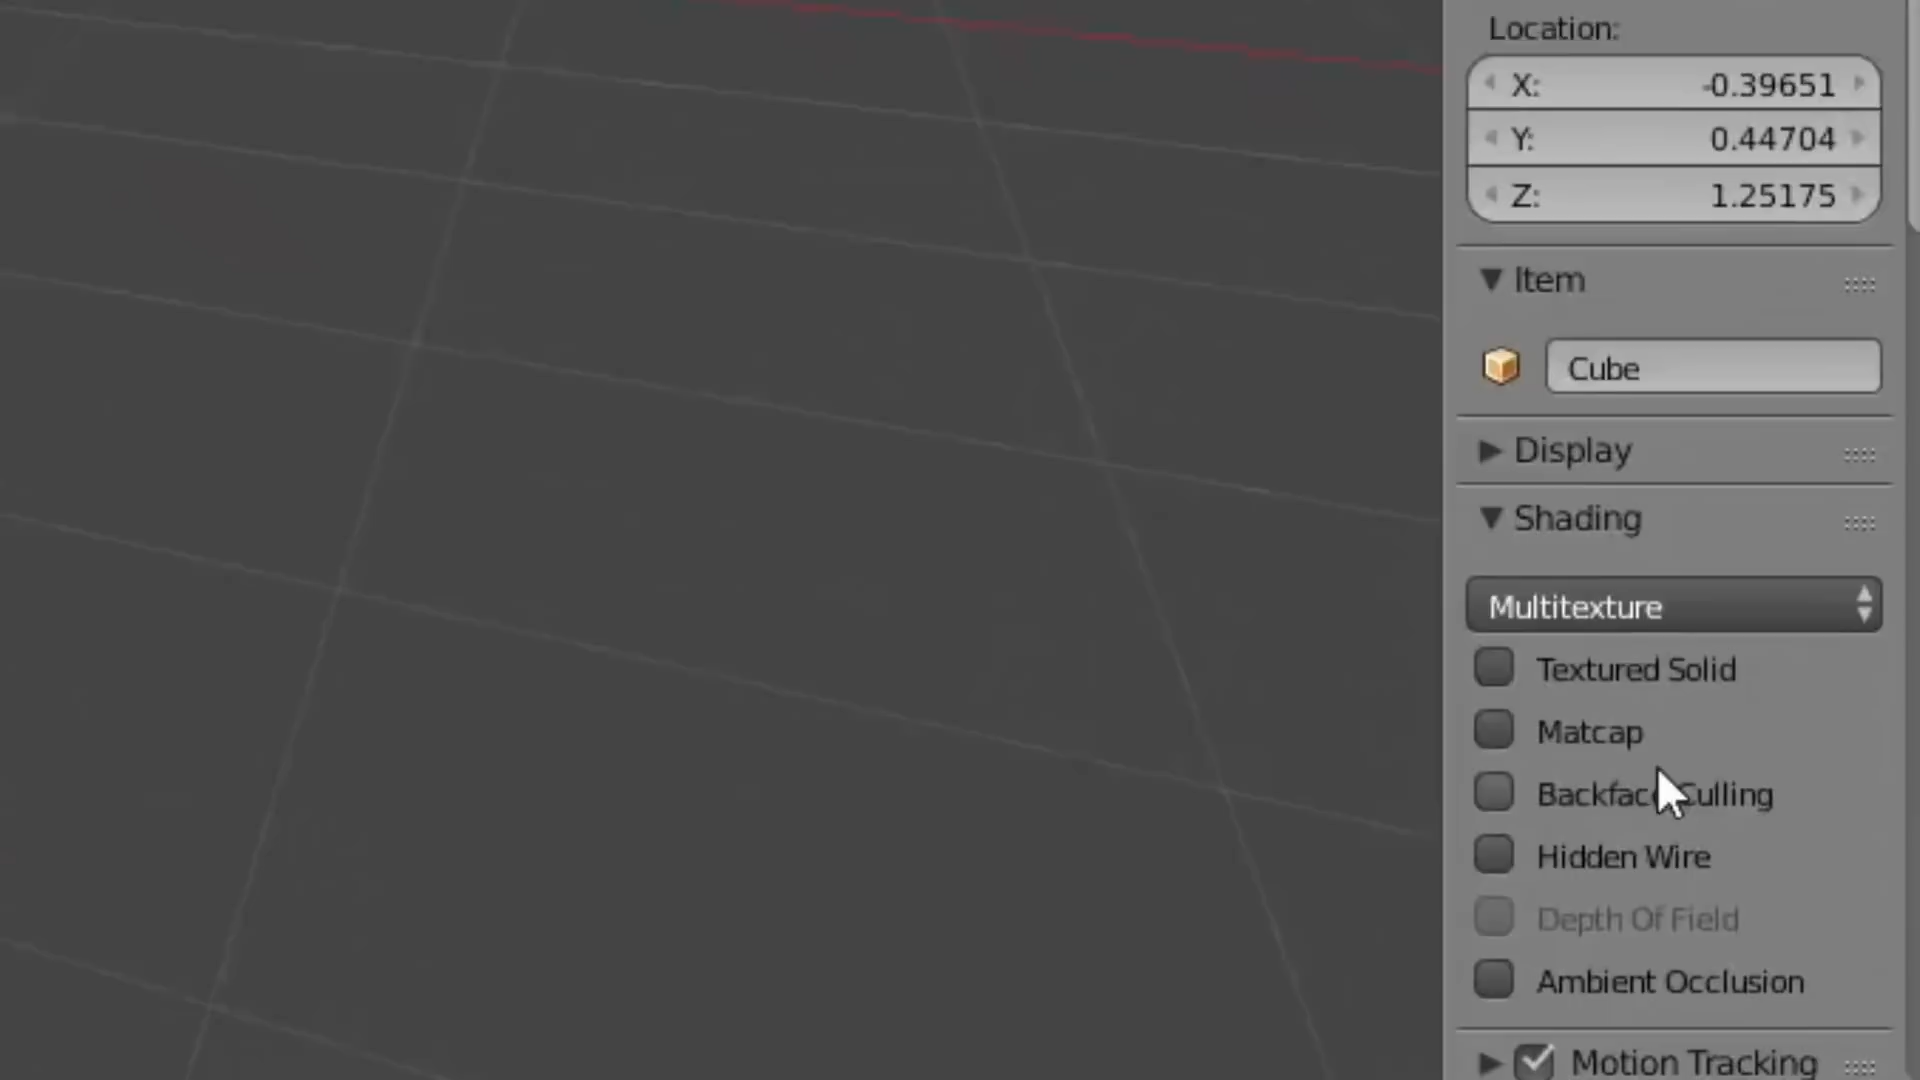 Location:
X: -0.39651
Y: 0.44704
Z: 1.25175
Item
Cube
Display
Shading
Multitexture
Textured Solid
Matcap
Backface Culling
Hidden Wire
Depth Of Field
Ambient Occlusion
Motion Tracking